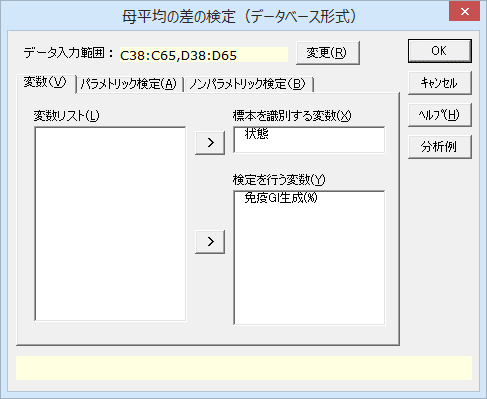 母平均の差の検定（データベース形式）
データ入力範囲： C38:C65,D38:D65 変更(R)
OK
キャンセル
ヘルプ(H)
分析例
変数(V) パラメトリック検定(A) ノンパラメトリック検定(B)
変数リスト(L)
>
標本を識別する変数(X)
状態
検定を行う変数(Y)
>
免疫GI生成(%)